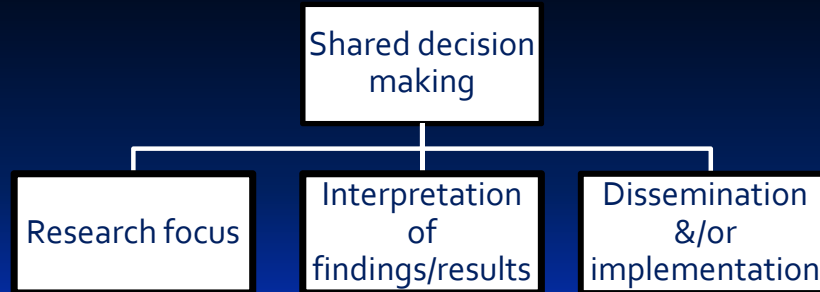 Shared decision
making
Research focus
Interpretation
of
findings/results
Dissemination
&/or
implementation